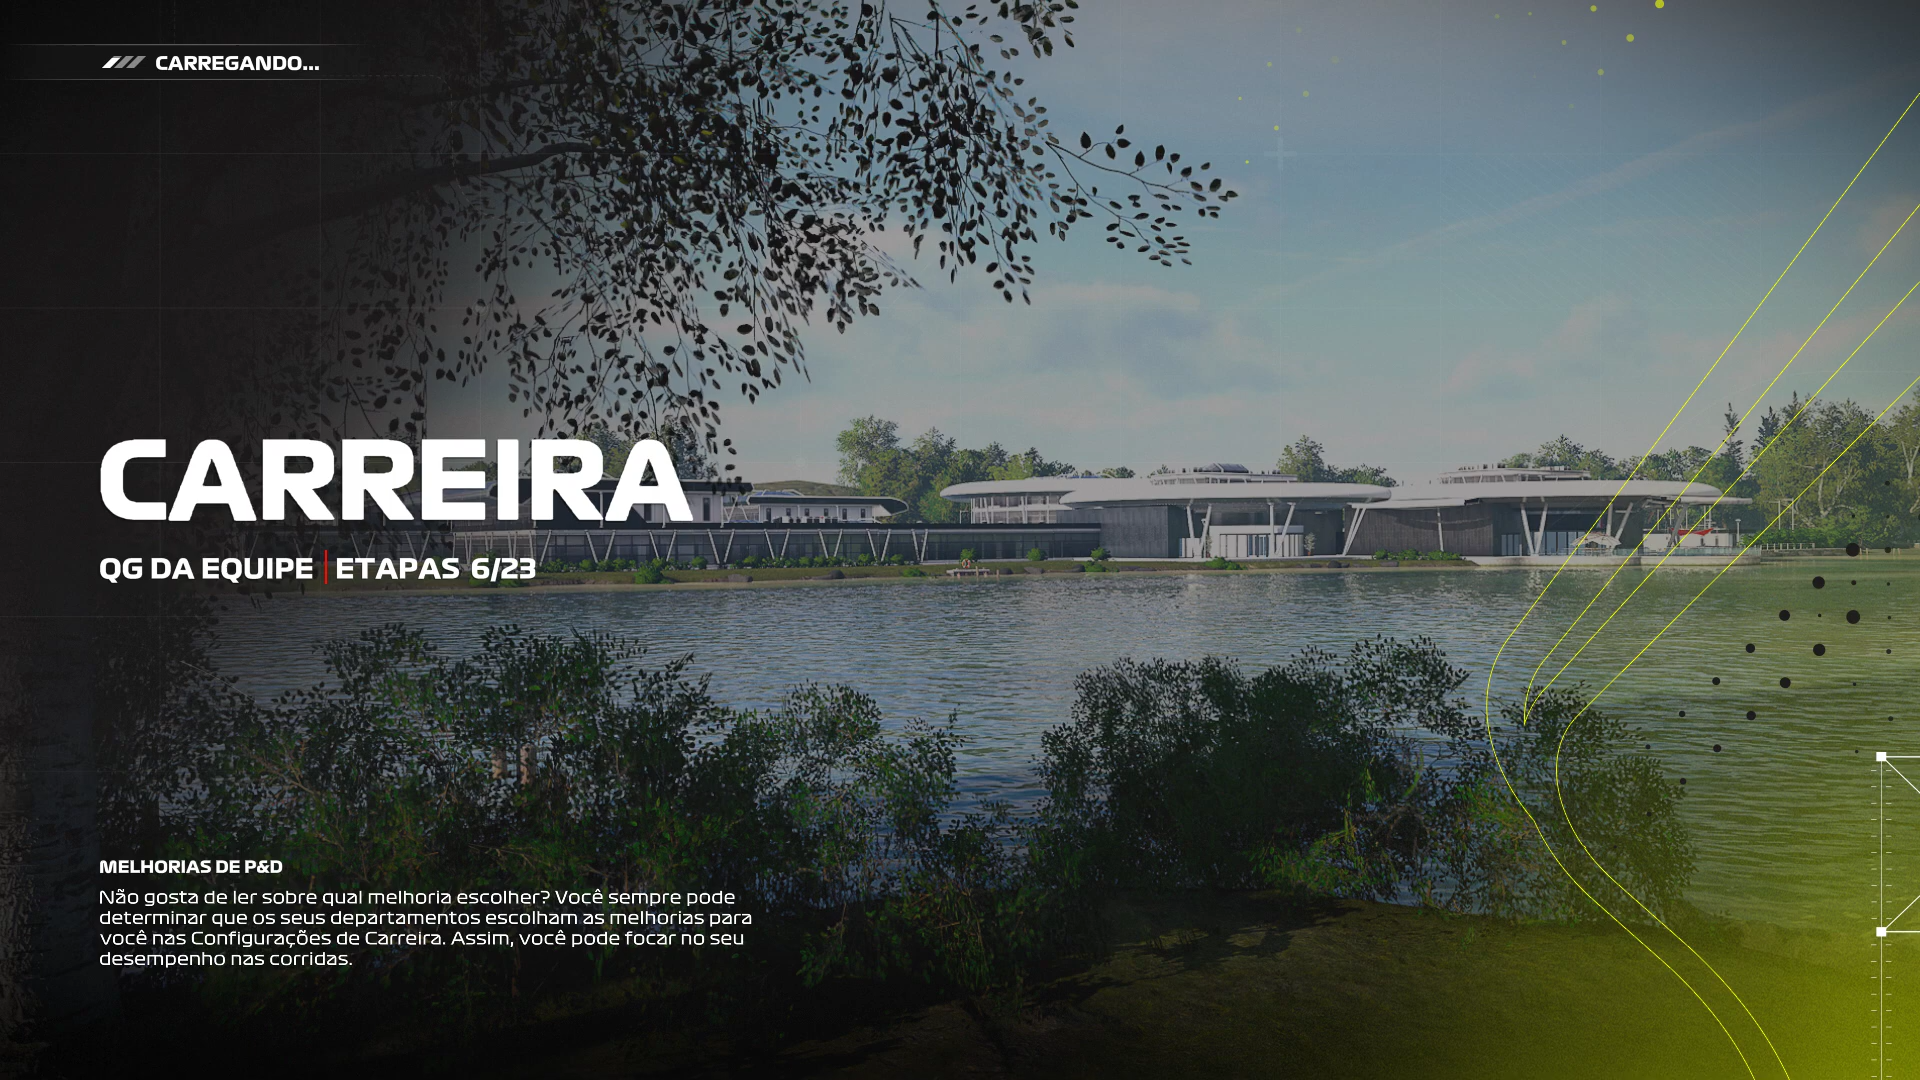 CARREGANDO...
CARREIRA
QG DA EQUIPE | ETAPAS 6/23
MELHORIAS DE P&D
Não gosta de ler sobre qual melhoria escolher? Você sempre pode
determinar que os seus departamentos escolham as melhorias para
você nas Configurações de Carreira. Assim, você pode focar no seu
desempenho nas corridas.